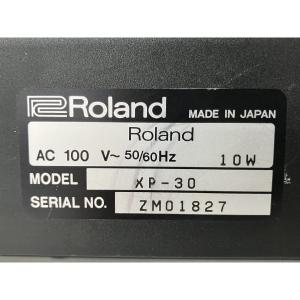 Roland MADE IN JAPAN
Roland
AC 100 V~ 50/60Hz 10W
MODEL XP-30
SERIAL NO. ZM01827